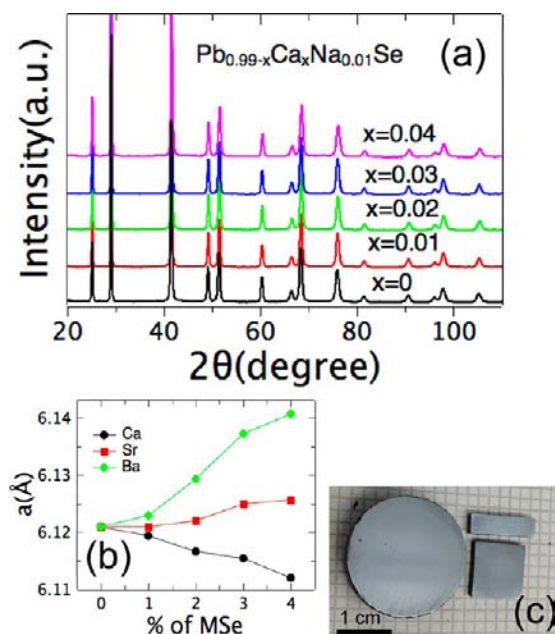 Pb0.99-xCaxNa0.01Se (a)
x=0.04
x=0.03
x=0.02
x=0.01
x=0
Intensity(a.u.)
20 40 60 80 100
2θ(degree)
6.14
6.13
6.12
6.11
Ca
Sr
Ba
a(Å)
(b)
0 1 2 3 4
% of MSe
1 cm
(c)